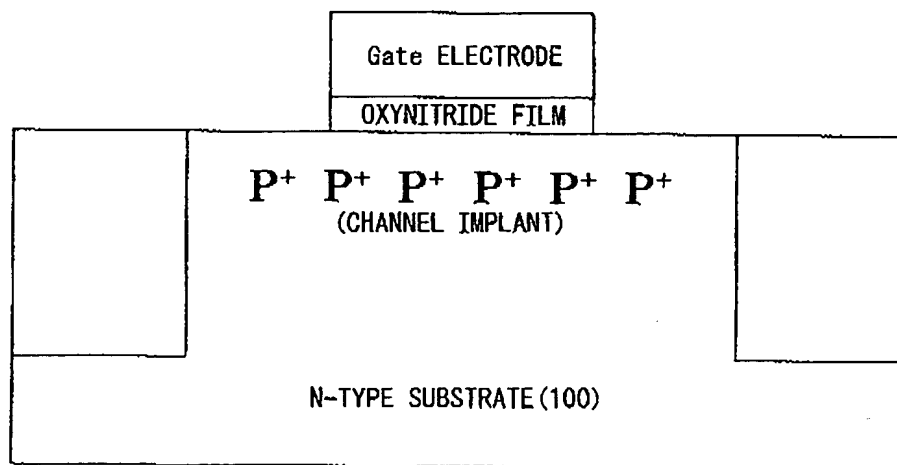 Gate ELECTRODE
OXYNITRIDE FILM
P⁺ P⁺ P⁺ P⁺ P⁺ P⁺
(CHANNEL IMPLANT)
N-TYPE SUBSTRATE(100)